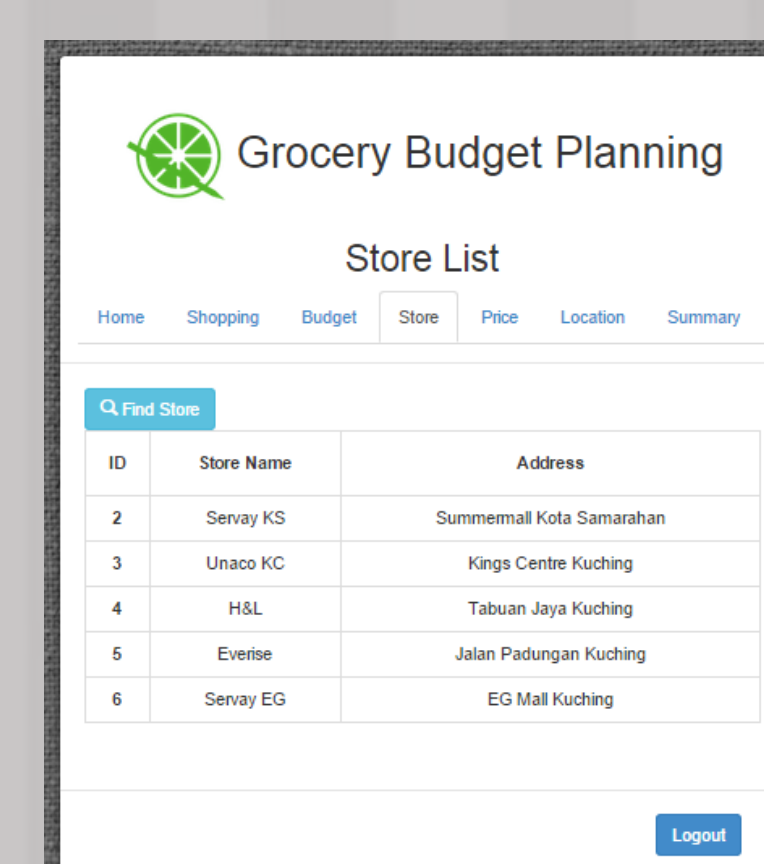 Grocery Budget Planning
Store List
Home Shopping Budget Store Price Location Summary
Find Store
ID Store Name Address
2 Servay KS Summermall Kota Samarahan
3 Unaco KC Kings Centre Kuching
4 H&L Tabuan Jaya Kuching
5 Everise Jalan Padungan Kuching
6 Servay EG EG Mall Kuching
Logout